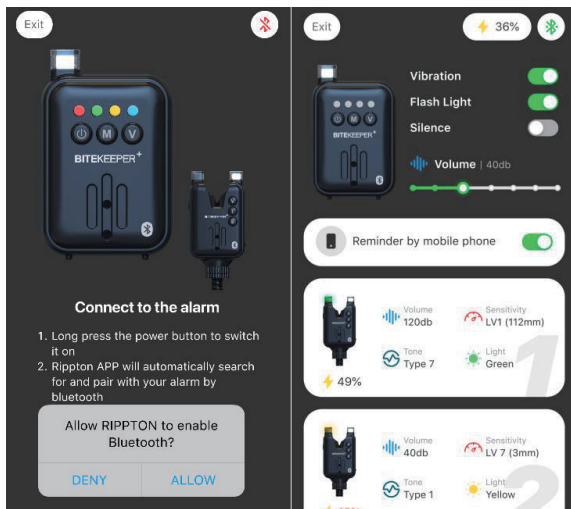 Exit
M
V
BITEKEEPER+
Connect to the alarm
1. Long press the power button to switch
it on
2. Rippton APP will automatically search
for and pair with your alarm by
bluetooth
Allow RIPPTON to enable
Bluetooth?
DENY
ALLOW
Exit
36%
Vibration
Flash Light
Silence
Volume | 40db
M
V
BITEKEEPER+
Reminder by mobile phone
1
Volume
120db
Sensitivity
LV1 (112mm)
Tone
Type 7
Light
Green
49%
2
Volume
40db
Sensitivity
LV 7 (3mm)
Tone
Type 1
Light
Yellow